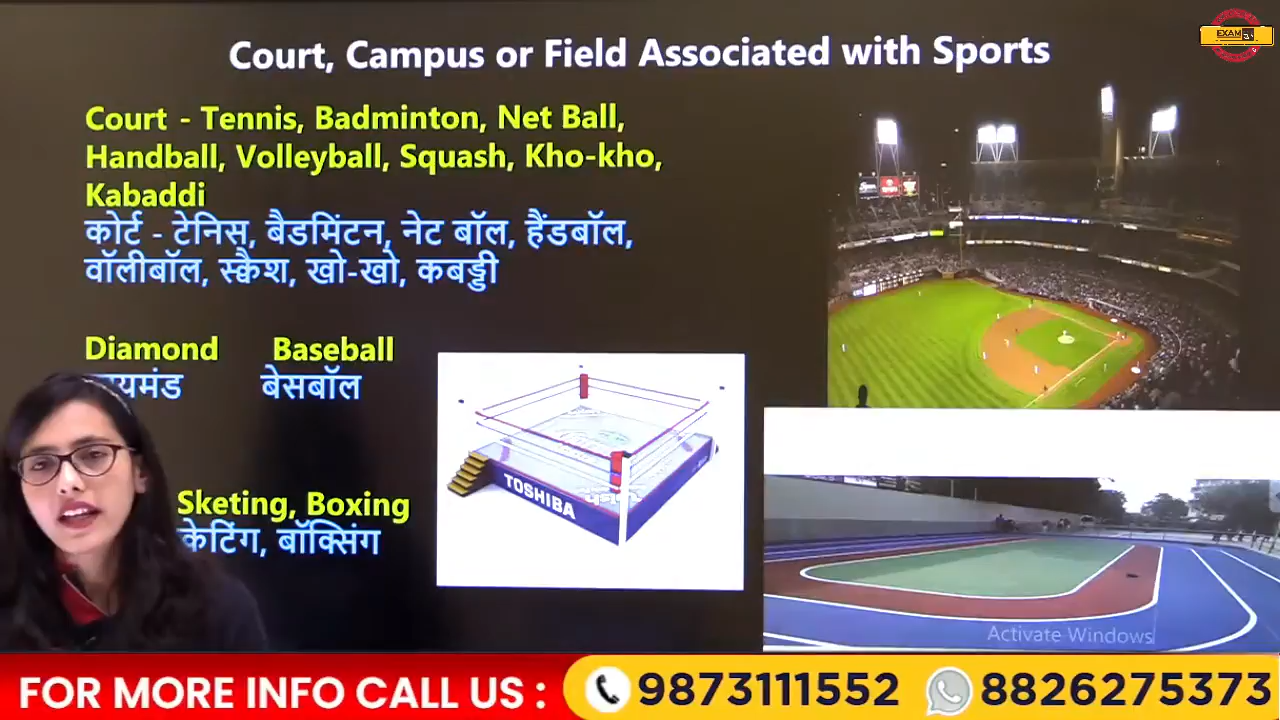 EXAM
Court, Campus or Field Associated with Sports
Court - Tennis, Badminton, Net Ball,
Handball, Volleyball, Squash, Kho-kho,
Kabaddi
कोर्ट - टेनिस, बैडमिंटन, नेट बॉल, हैंडबॉल,
वॉलीबॉल, स्क्वैश, खो-खो, कबड्डी
Diamond Baseball
बेसबॉल
Sketing, Boxing
बॉक्सिंग
TOSHIBA
Activate Windows
FOR MORE INFO CALL US : 9873111552 8826275373